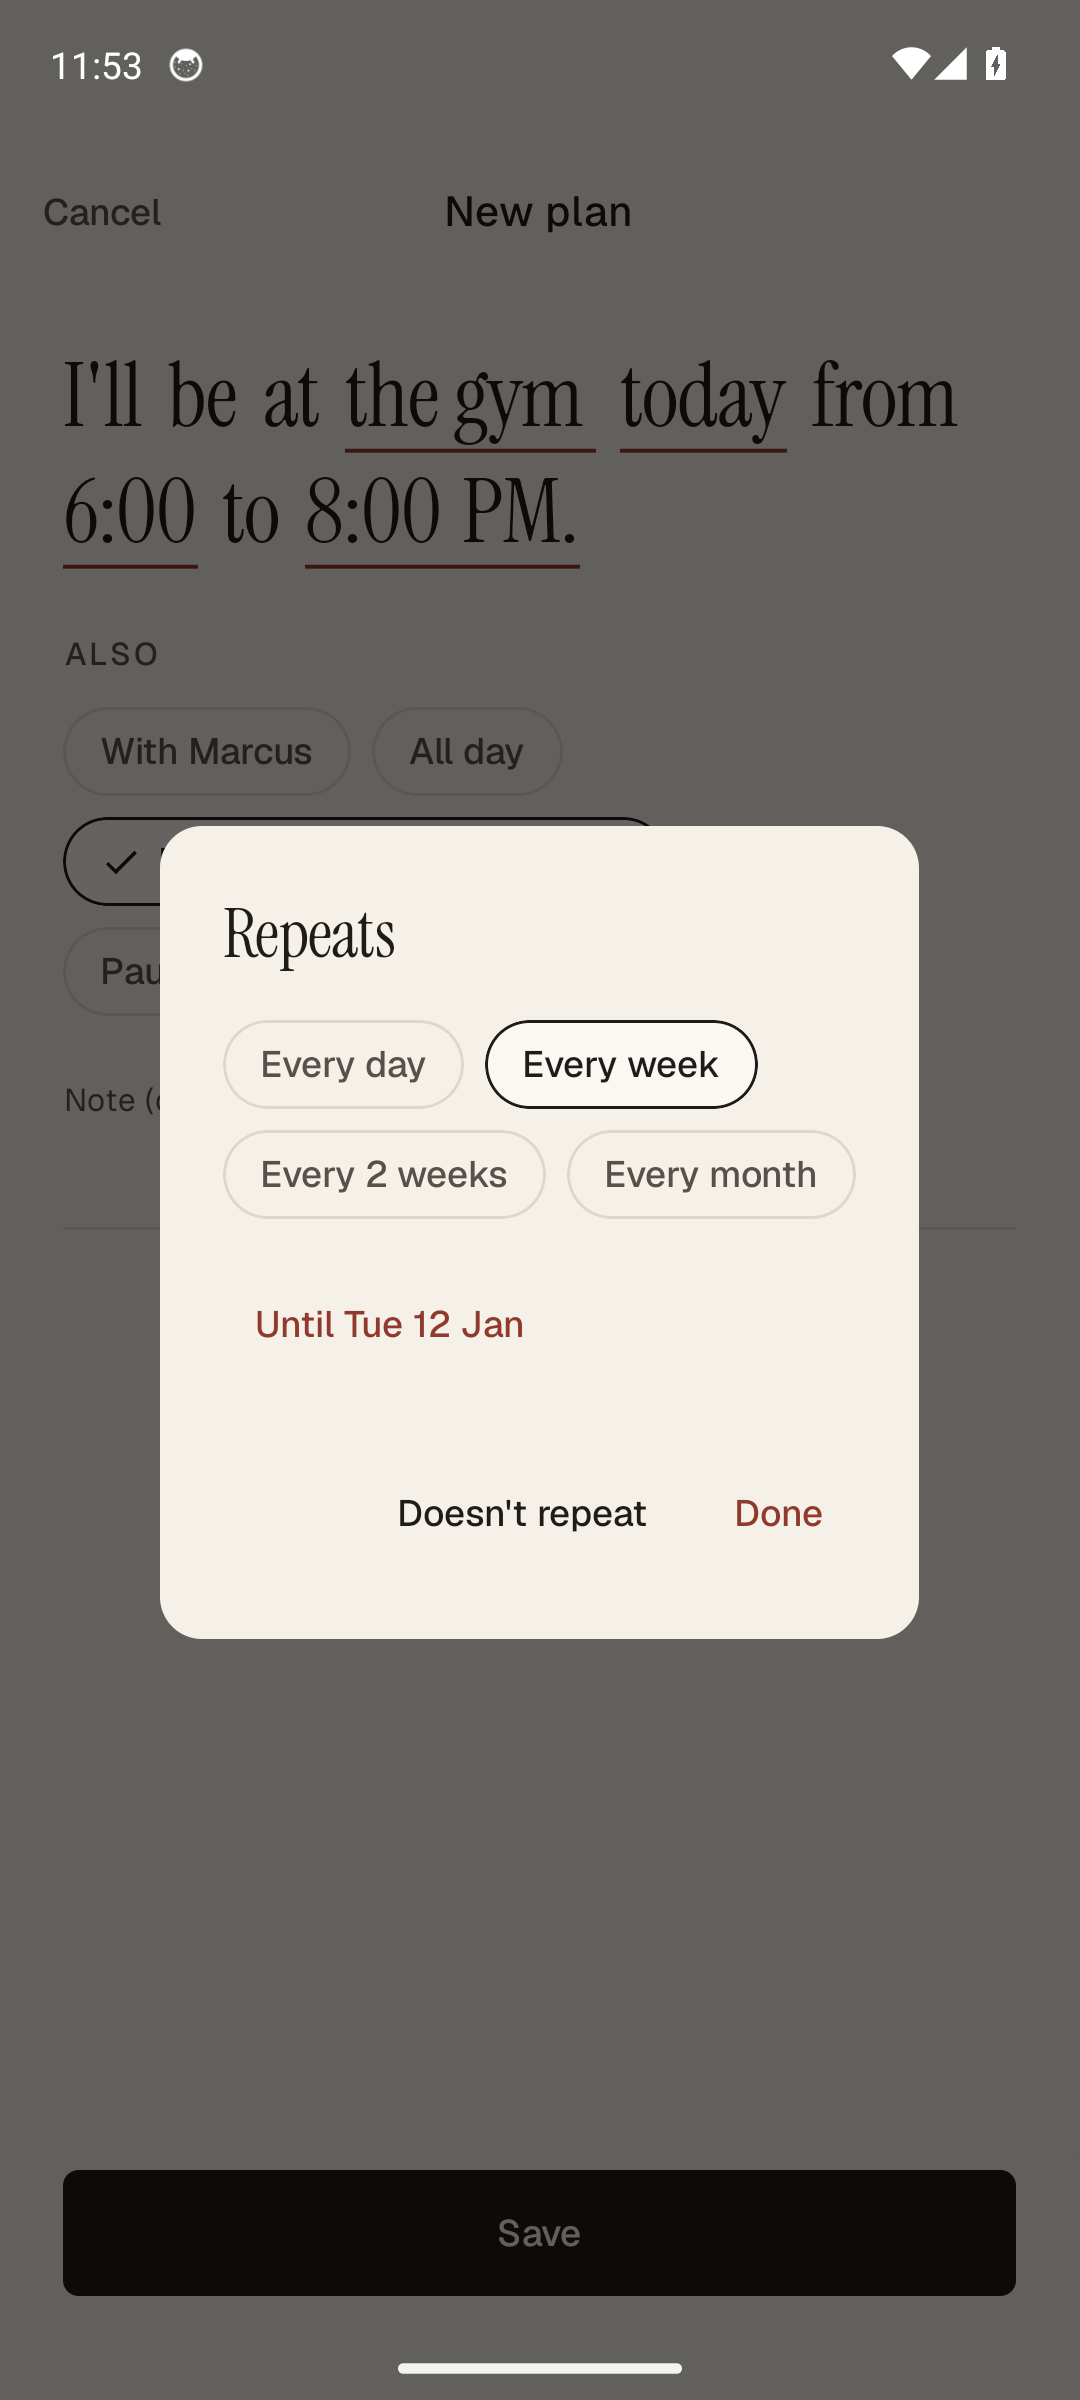 11:53
Cancel
New plan
I'll be at the gym today from
6:00 to 8:00 PM.
ALSO
With Marcus
All day
Repeats
Every day
Every week
Every 2 weeks
Every month
Until Tue 12 Jan
Doesn't repeat
Done
Note
Save